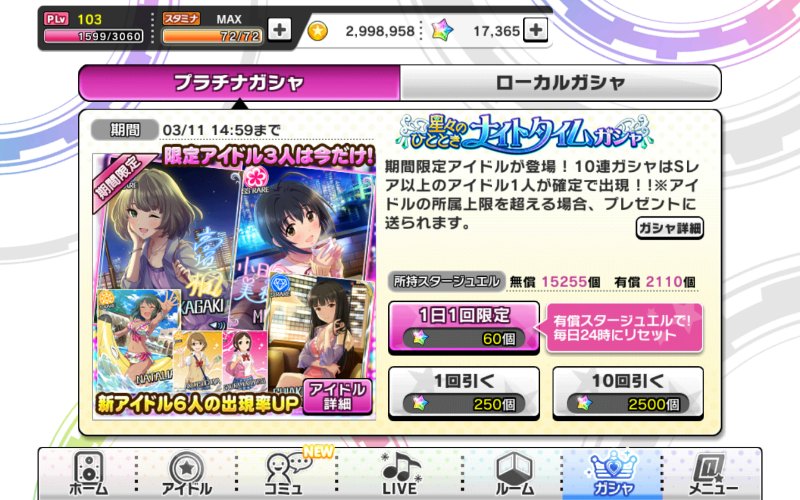 PLv 103
1599/3060
スタミナ MAX
72/72
2,998,958
17,365
プラチナガシャ
ローカルガシャ
期間 03/11 14:59まで
星々のひとときナイトタイムガシャ
期間限定
限定アイドル3人は今だけ!
新アイドル6人の出現率UP
アイドル
詳細
期間限定アイドルが登場!10連ガシャはSレ
ア以上のアイドル1人が確定で出現!!※アイ
ドルの所属上限を超える場合、プレゼントに
送られます。
ガシャ詳細
所持スタージュエル 無償 15255個 有償 2110個
1日1回限定
60個
有償スタージュエルで!
毎日24時にリセット
1回引く
250個
10回引く
2500個
NEW
ホーム
アイドル
コミュ
LIVE
ルーム
ガシャ
メニュー